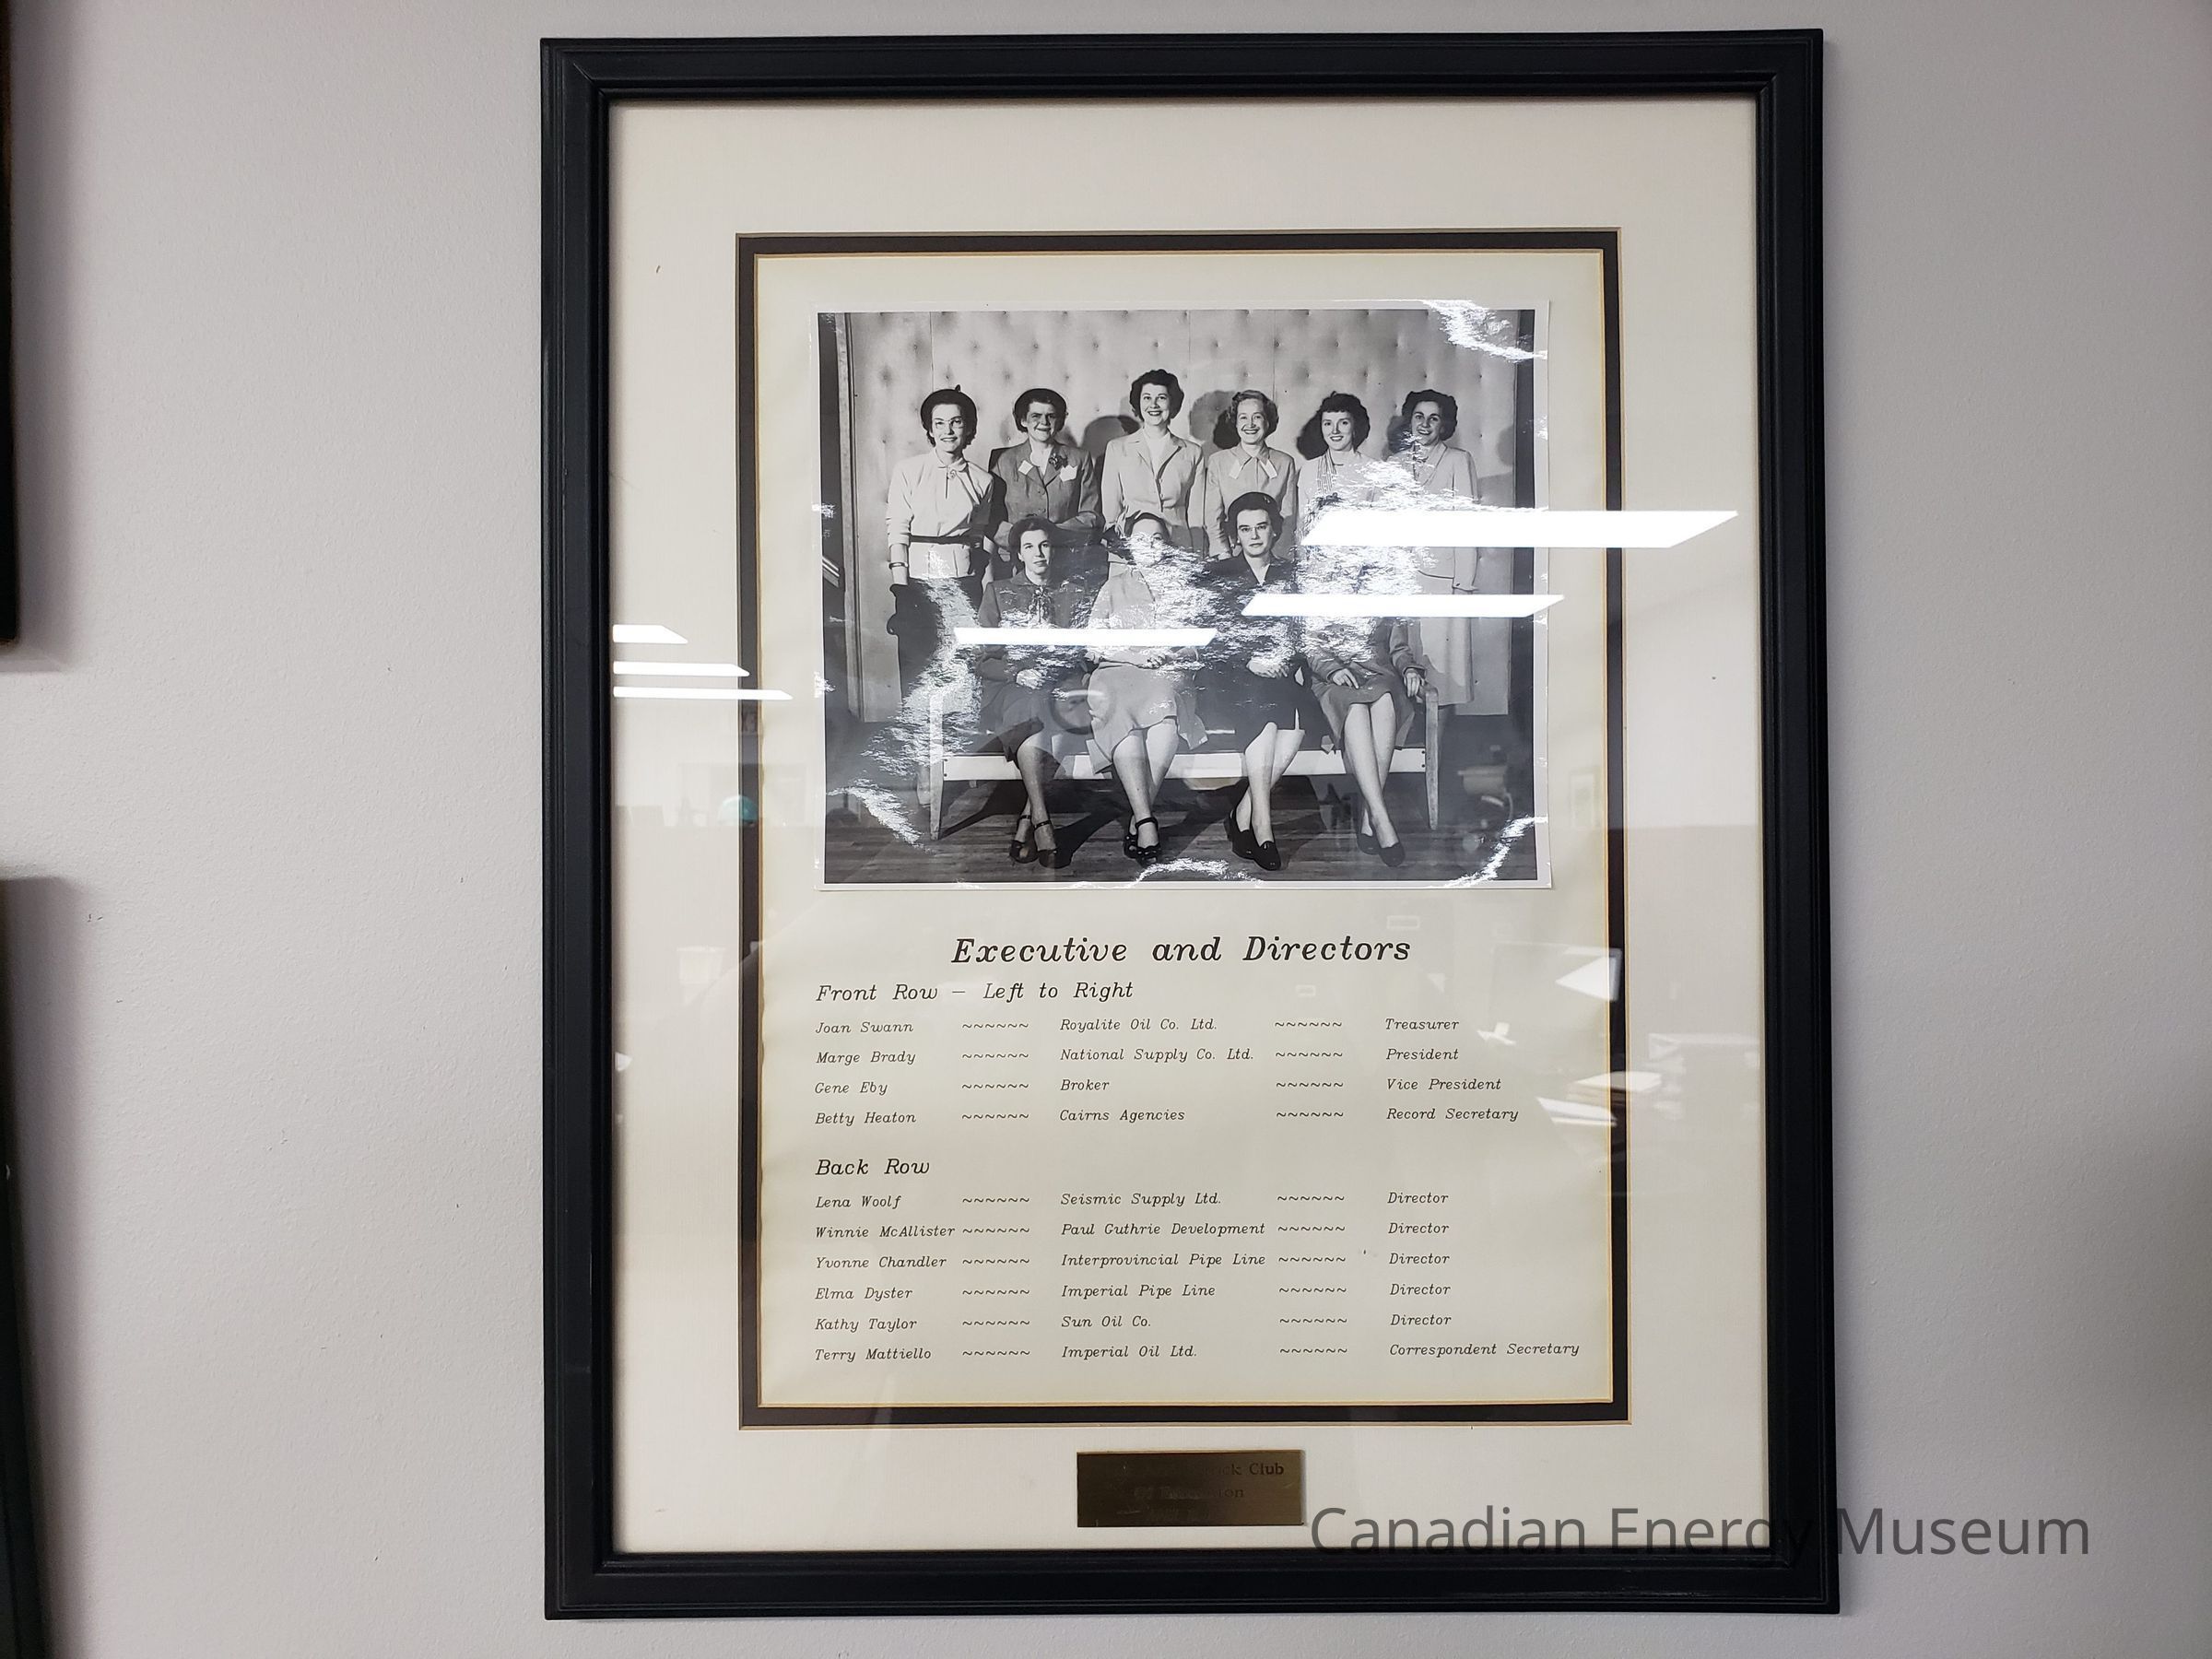 Executive and Directors
Front Row - Left to Right
Joan Swann ~~~~~~ Royalite Oil Co. Ltd. ~~~~~~ Treasurer
Marge Brady ~~~~~~ National Supply Co. Ltd. ~~~~~~ President
Gene Eby ~~~~~~ Broker ~~~~~~ Vice President
Betty Heaton ~~~~~~ Cairns Agencies ~~~~~~ Record Secretary
Back Row
Lena Woolf ~~~~~~ Seismic Supply Ltd. ~~~~~~ Director
Winnie McAllister ~~~~~~ Paul Guthrie Development ~~~~~~ Director
Yvonne Chandler ~~~~~~ Interprovincial Pipe Line ~~~~~~ Director
Elma Dyster ~~~~~~ Imperial Pipe Line ~~~~~~ Director
Kathy Taylor ~~~~~~ Sun Oil Co. ~~~~~~ Director
Terry Mattiello ~~~~~~ Imperial Oil Ltd. ~~~~~~ Correspondent Secretary
Club
Canadian Energy Museum